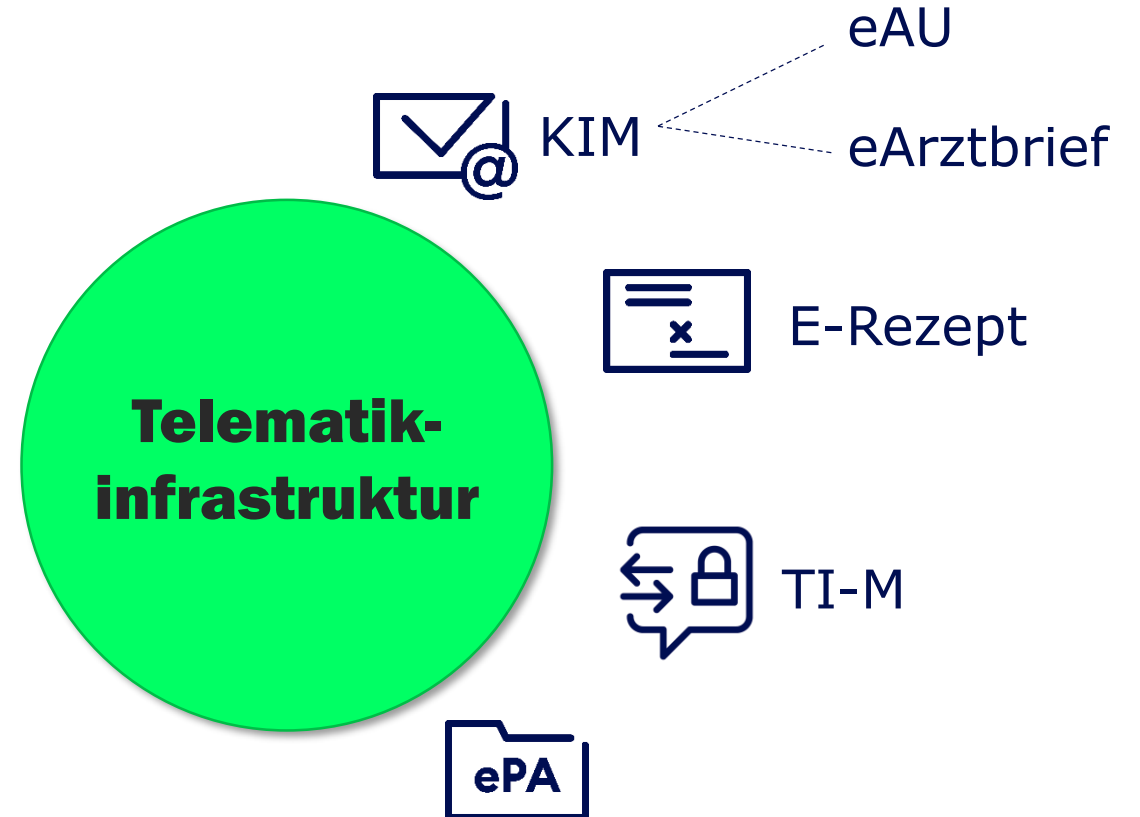 eAU
KIM
eArztbrief
@
E-Rezept
Telematik-
infrastruktur
TI-M
ePA